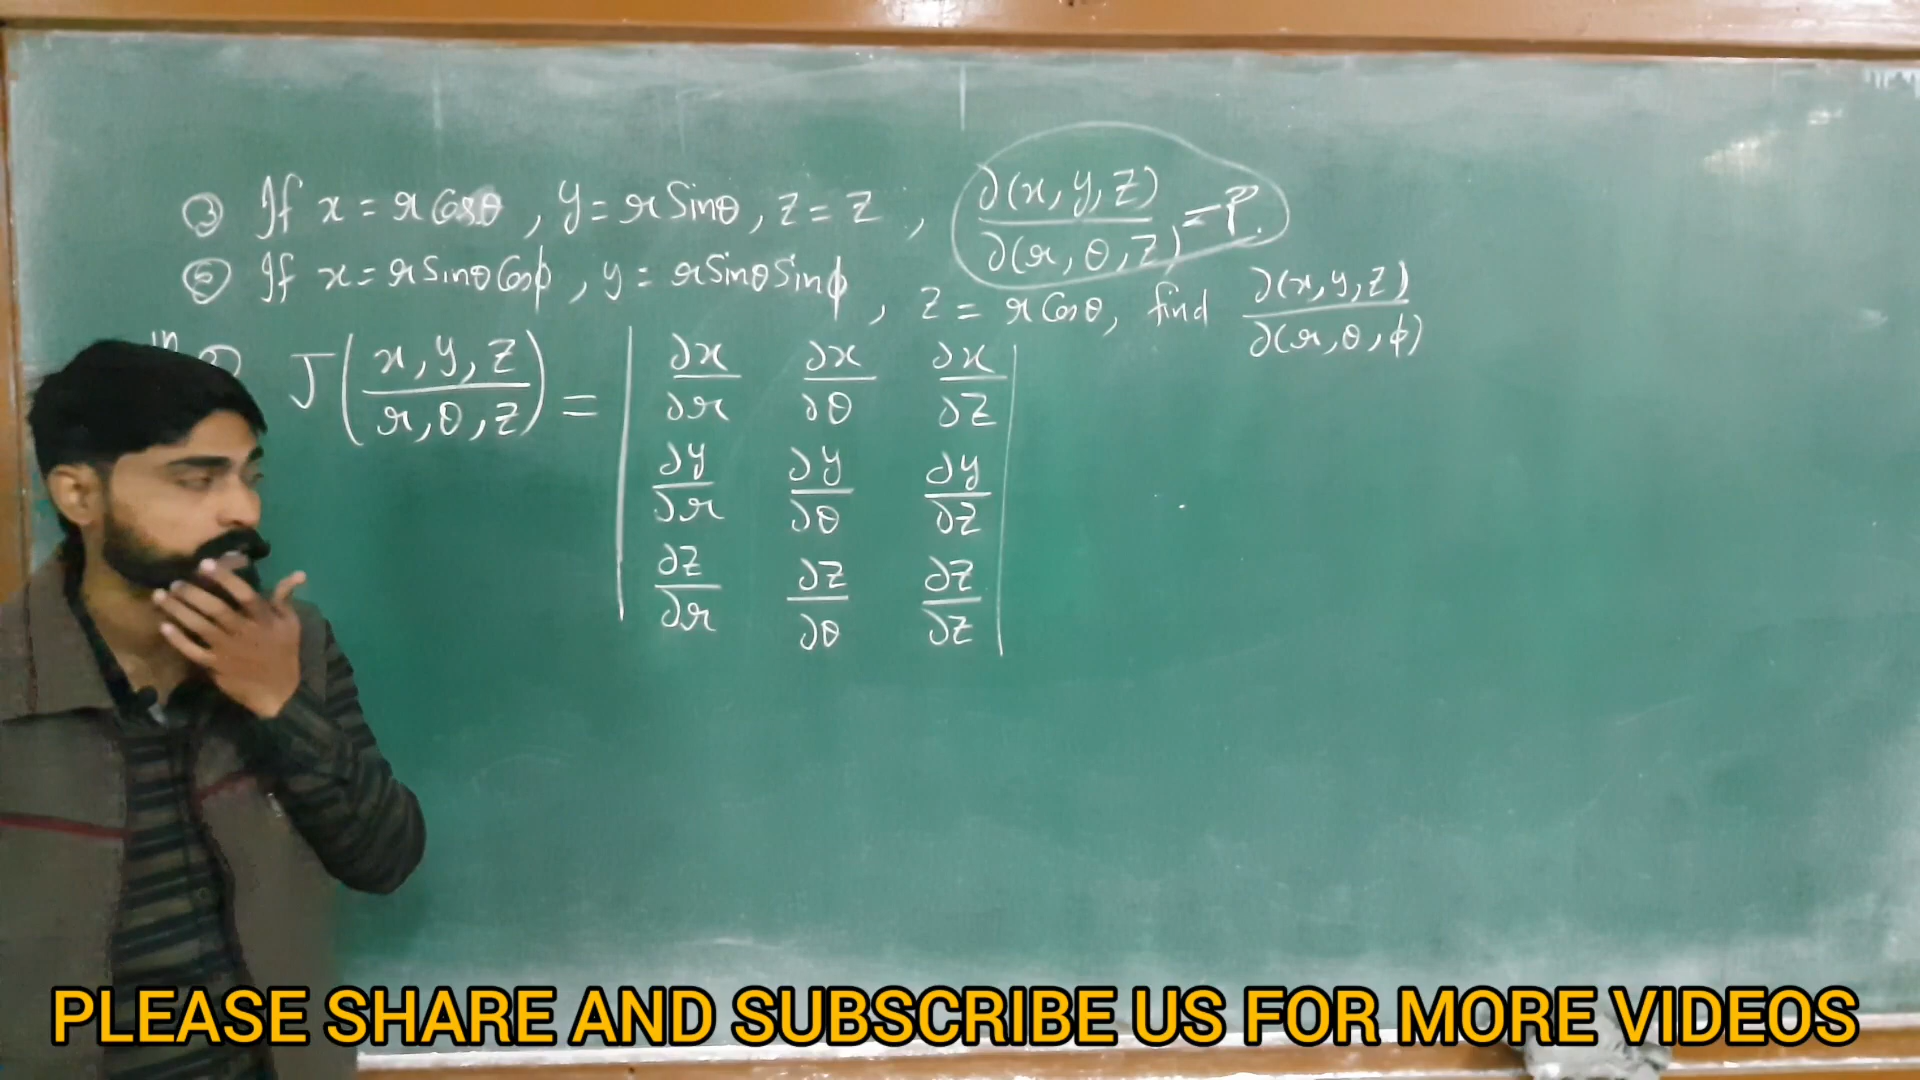 ③ If x = r Cosθ, y = r Sinθ, z = z, ∂(x, y, z)/∂(r, θ, z) = ?.
⑤ If x = r Sinθ Cosϕ, y = r Sinθ Sinϕ, z = r Cosθ, find ∂(x, y, z)/∂(r, θ, ϕ)
J(x, y, z / r, θ, z) = | ∂x/∂r ∂x/∂θ ∂x/∂z
∂y/∂r ∂y/∂θ ∂y/∂z
∂z/∂r ∂z/∂θ ∂z/∂z |
PLEASE SHARE AND SUBSCRIBE US FOR MORE VIDEOS